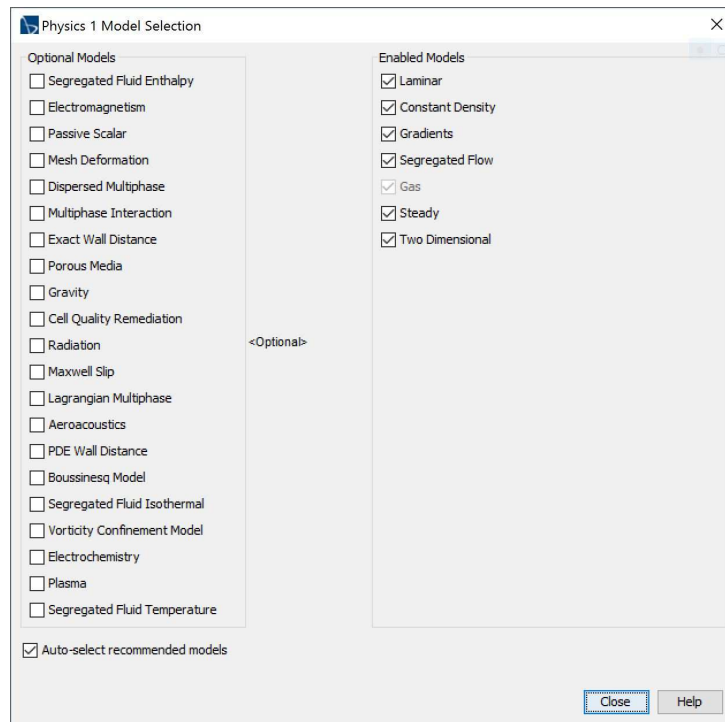 Physics 1 Model Selection
Optional Models
Segregated Fluid Enthalpy
Electromagnetism
Passive Scalar
Mesh Deformation
Dispersed Multiphase
Multiphase Interaction
Exact Wall Distance
Porous Media
Gravity
Cell Quality Remediation
Radiation
Maxwell Slip
Lagrangian Multiphase
Aeroacoustics
PDE Wall Distance
Boussinesq Model
Segregated Fluid Isothermal
Vorticity Confinement Model
Electrochemistry
Plasma
Segregated Fluid Temperature
<Optional>
Enabled Models
Laminar
Constant Density
Gradients
Segregated Flow
Gas
Steady
Two Dimensional
Auto-select recommended models
Close
Help